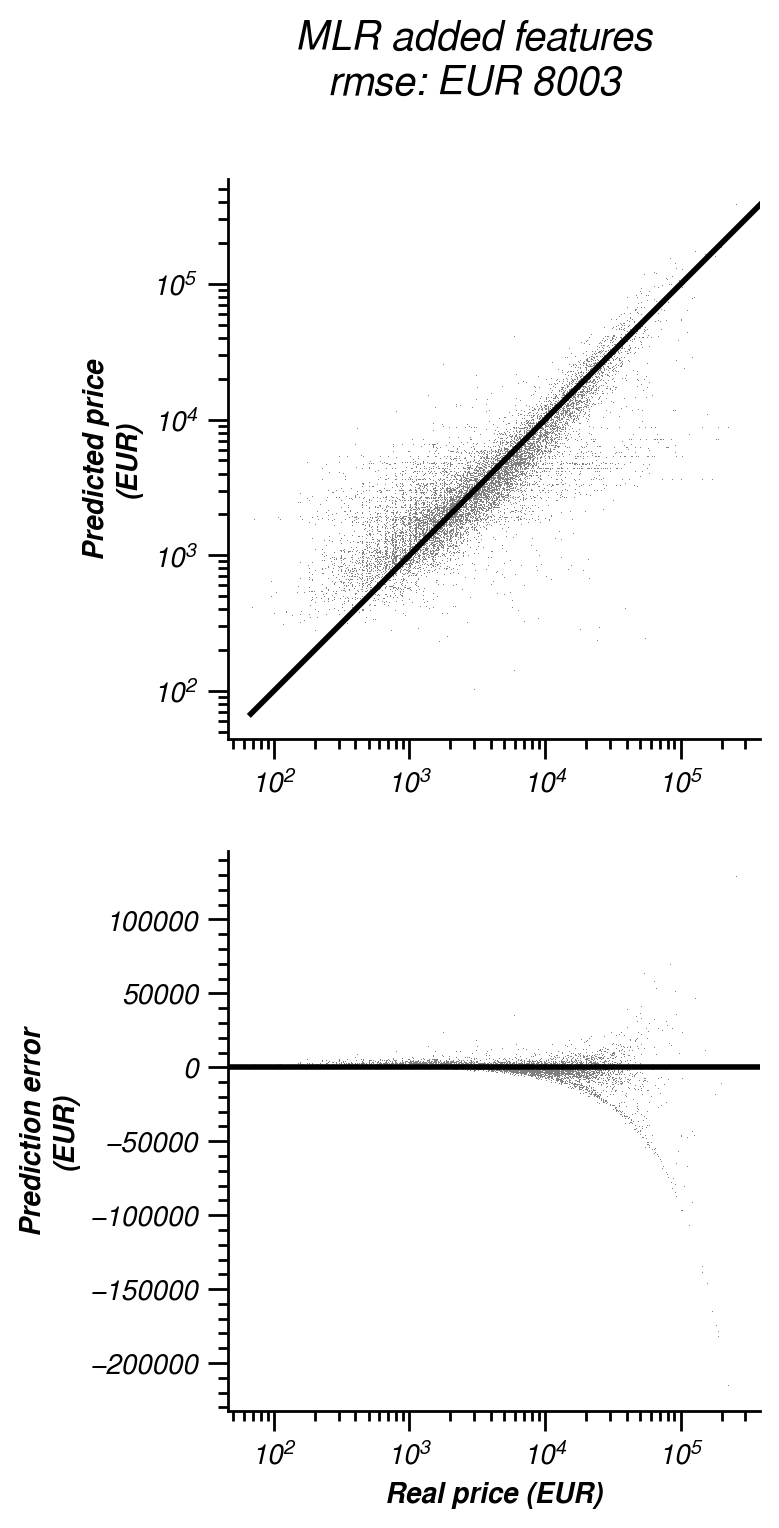 MLR added features
rmse: EUR 8003
Predicted price
(EUR)
10^5
10^4
10^3
10^2
10^2 10^3 10^4 10^5
Prediction error
(EUR)
100000
50000
0
−50000
−100000
−150000
−200000
10^2 10^3 10^4 10^5
Real price (EUR)